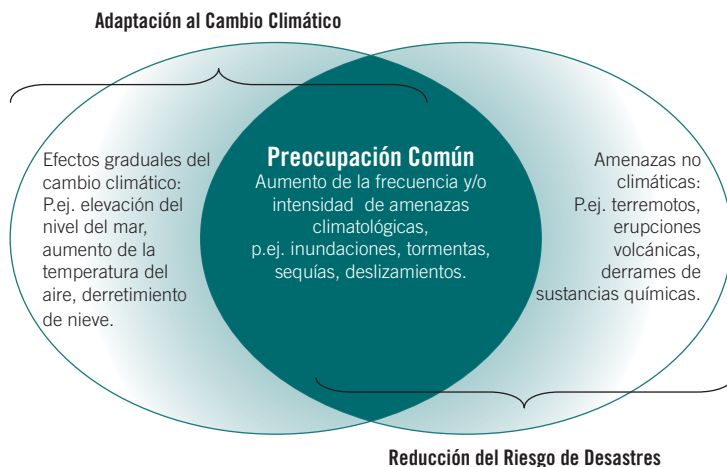 Adaptación al Cambio Climático
Efectos graduales del
cambio climático:
P.ej. elevación del
nivel del mar,
aumento de la
temperatura del
aire, derretimiento
de nieve.
Preocupación Común
Aumento de la frecuencia y/o
intensidad de amenazas
climatológicas,
p.ej. inundaciones, tormentas,
sequías, deslizamientos.
Amenazas no
climáticas:
P.ej. terremotos,
erupciones
volcánicas,
derrames de
sustancias químicas.
Reducción del Riesgo de Desastres